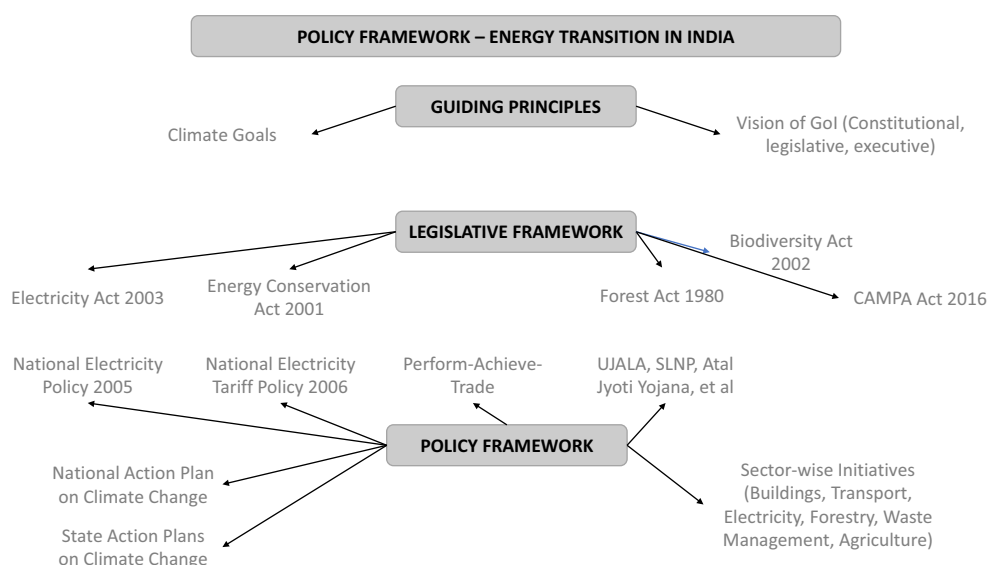 POLICY FRAMEWORK – ENERGY TRANSITION IN INDIA
GUIDING PRINCIPLES
Climate Goals
Vision of GoI (Constitutional,
legislative, executive)
LEGISLATIVE FRAMEWORK
Biodiversity Act
2002
Electricity Act 2003
Energy Conservation
Act 2001
Forest Act 1980
CAMPA Act 2016
National Electricity
Policy 2005
National Electricity
Tariff Policy 2006
Perform-Achieve-
Trade
UJALA, SLNP, Atal
Jyoti Yojana, et al
POLICY FRAMEWORK
National Action Plan
on Climate Change
State Action Plans
on Climate Change
Sector-wise Initiatives
(Buildings, Transport,
Electricity, Forestry, Waste
Management, Agriculture)